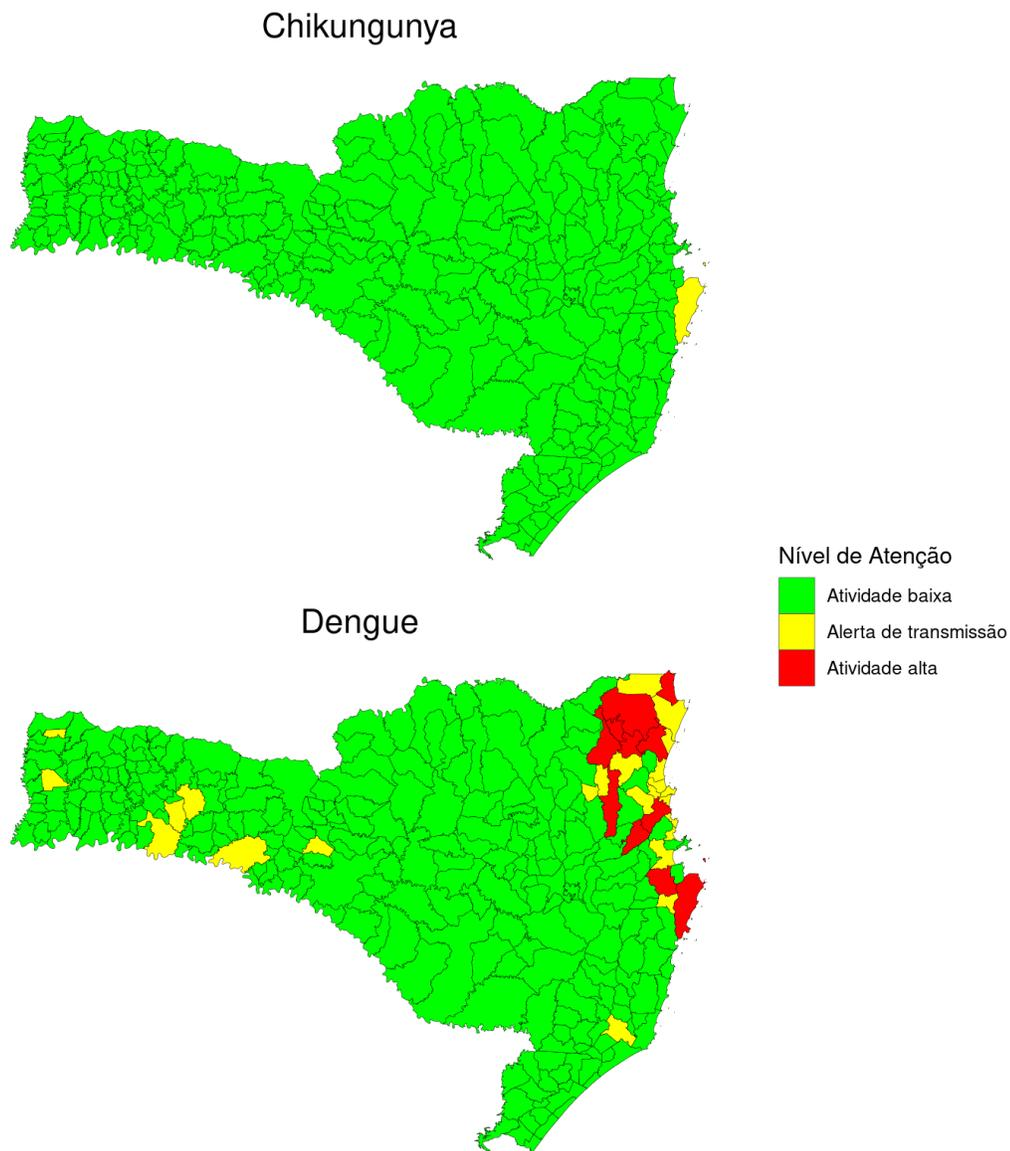 Chikungunya
Nível de Atenção
Atividade baixa
Alerta de transmissão
Atividade alta
Dengue